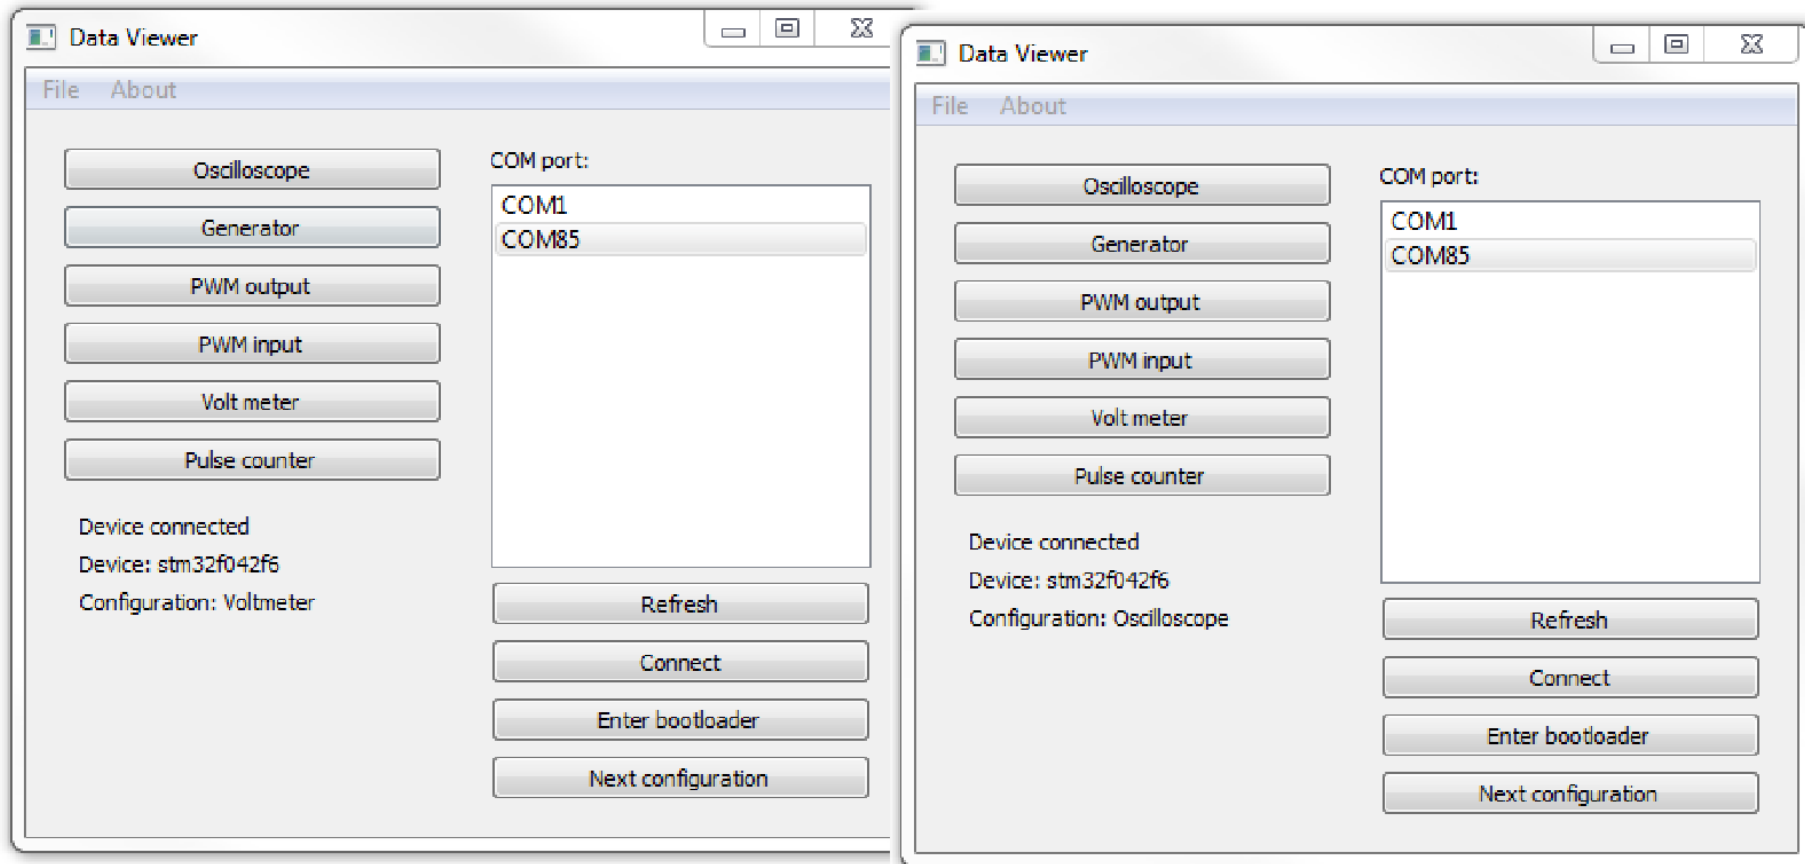 Data Viewer
File About
Oscilloscope
Generator
PWM output
PWM input
Volt meter
Pulse counter
Device connected
Device: stm32f042f6
Configuration: Voltmeter
COM port:
COM1
COM85
Refresh
Connect
Enter bootloader
Next configuration
Data Viewer
File About
Oscilloscope
Generator
PWM output
PWM input
Volt meter
Pulse counter
Device connected
Device: stm32f042f6
Configuration: Oscilloscope
COM port:
COM1
COM85
Refresh
Connect
Enter bootloader
Next configuration